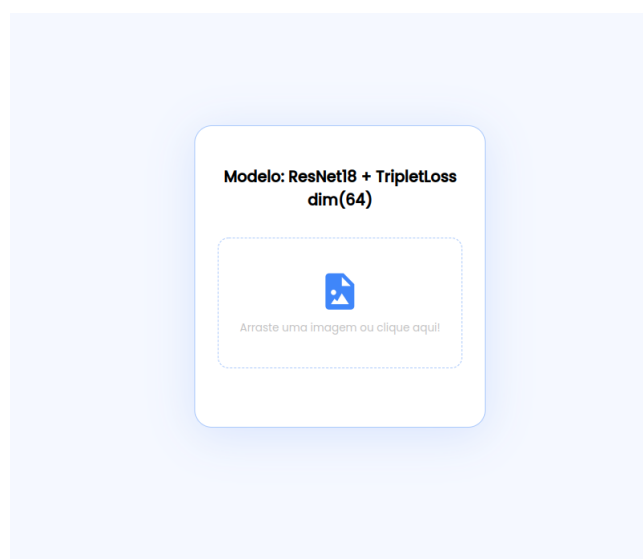 Modelo: ResNet18 + TripletLoss
dim(64)
Arraste uma imagem ou clique aqui!